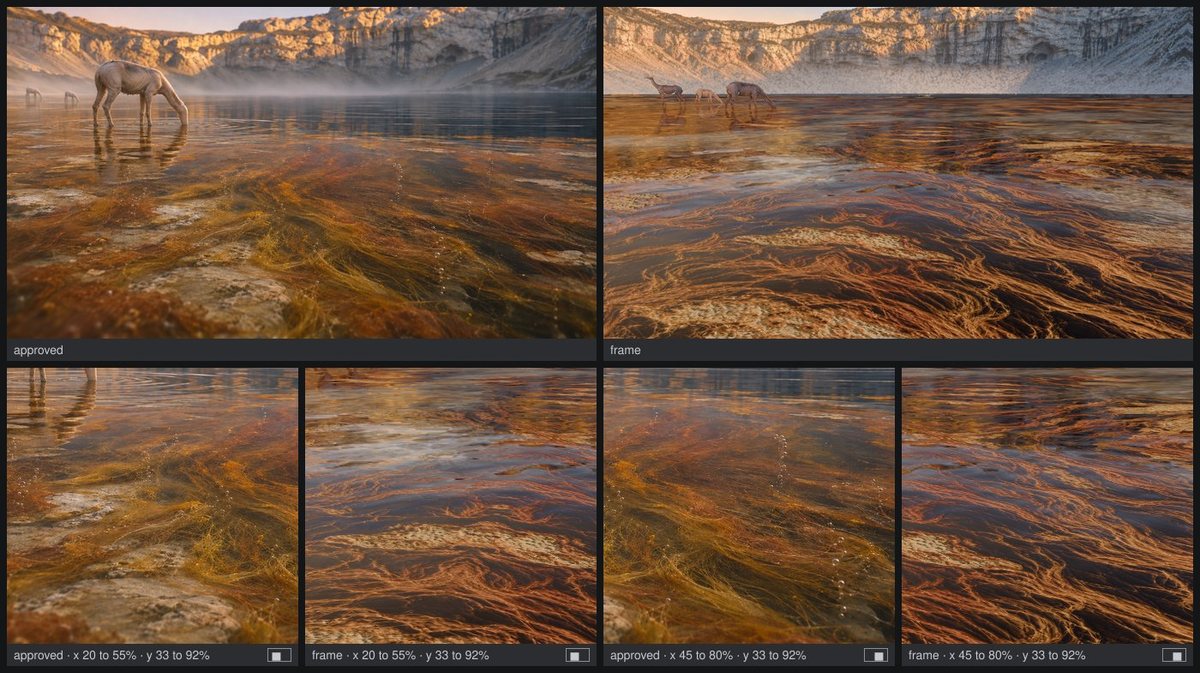 approved
frame
approved · x 20 to 55% · y 33 to 92%
frame · x 20 to 55% · y 33 to 92%
approved · x 45 to 80% · y 33 to 92%
frame · x 45 to 80% · y 33 to 92%